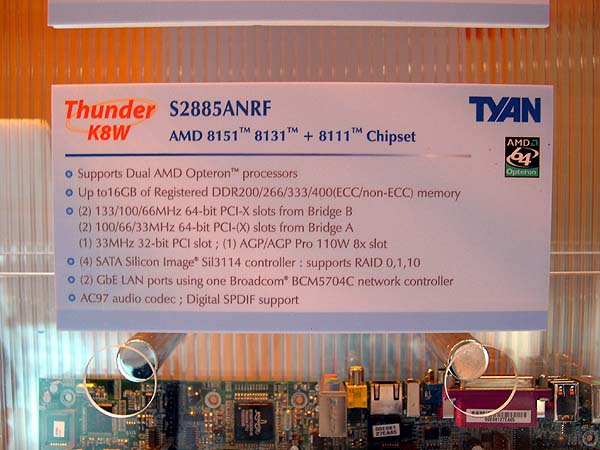 Thunder K8W
S2885ANRF
TYAN
AMD 8151™ 8131™ + 8111™ Chipset
AMD
64
Opteron
Supports Dual AMD Opteron™ processors
Up to16GB of Registered DDR200/266/333/400(ECC/non-ECC) memory
(2) 133/100/66MHz 64-bit PCI-X slots from Bridge B
(2) 100/66/33MHz 64-bit PCI-(X) slots from Bridge A
(1) 33MHz 32-bit PCI slot ; (1) AGP/AGP Pro 110W 8x slot
(4) SATA Silicon Image® SiI3114 controller : supports RAID 0,1,10
(2) GbE LAN ports using one Broadcom® BCM5704C network controller
AC97 audio codec ; Digital SPDIF support
00E081
27EA65
00E08127EA65